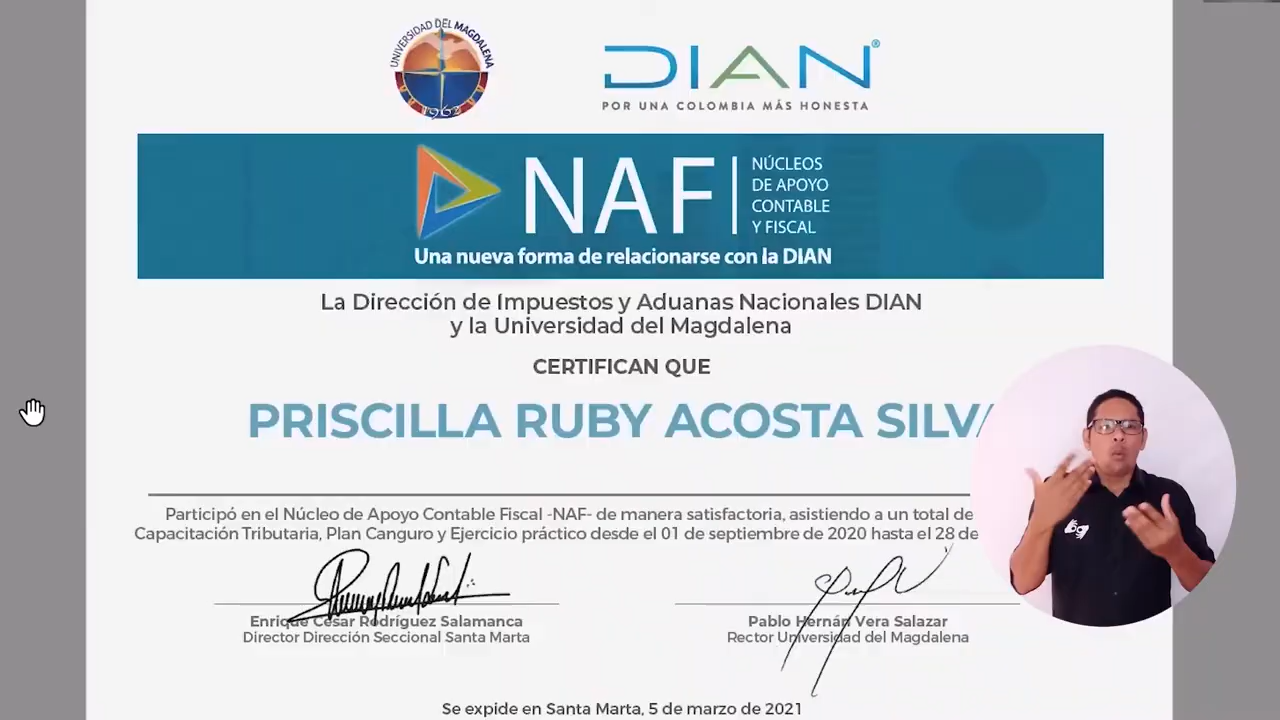 UNIVERSIDAD DEL MAGDALENA
1962
DIAN®
POR UNA COLOMBIA MÁS HONESTA
NAF
NÚCLEOS
DE APOYO
CONTABLE
Y FISCAL
Una nueva forma de relacionarse con la DIAN
La Dirección de Impuestos y Aduanas Nacionales DIAN
y la Universidad del Magdalena
CERTIFICAN QUE
PRISCILLA RUBY ACOSTA SILVA
Participó en el Núcleo de Apoyo Contable Fiscal -NAF- de manera satisfactoria, asistiendo a un total de
Capacitación Tributaria, Plan Canguro y Ejercicio práctico desde el 01 de septiembre de 2020 hasta el 28 de
Enrique César Rodríguez Salamanca
Director Dirección Seccional Santa Marta
Pablo Hernán Vera Salazar
Rector Universidad del Magdalena
Se expide en Santa Marta, 5 de marzo de 2021